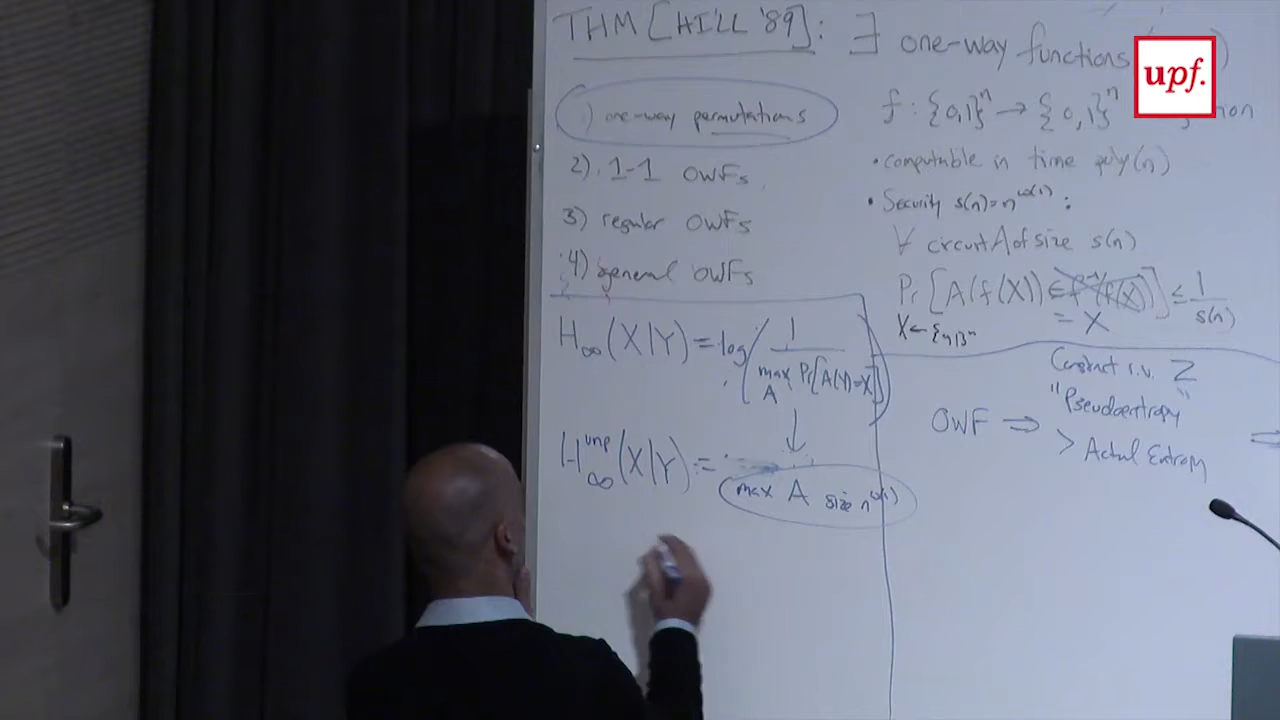 THM [HILL '89]: ∃ one-way functions (
upf.
1) one-way permutations
2) 1-1 OWFs
3) regular OWFs
4) general OWFs
f : {0,1}ⁿ → {0,1}ⁿ
• computable in time poly(n)
• Security s(n)=n^ω(1) :
∀ circuit A of size s(n)
Pr [A(f(X)) ∈ f⁻¹(f(X))] ≤ 1/s(n)
X ← {0,1}ⁿ = X
H∞(X|Y) = log( 1 / max_A Pr[A(Y)=X] )
H∞^unp(X|Y) :=
max A size n^ω(1)
OWF ⇒
Construct r.v. Z
"Pseudoentropy"
> Actual Entropy
⇒